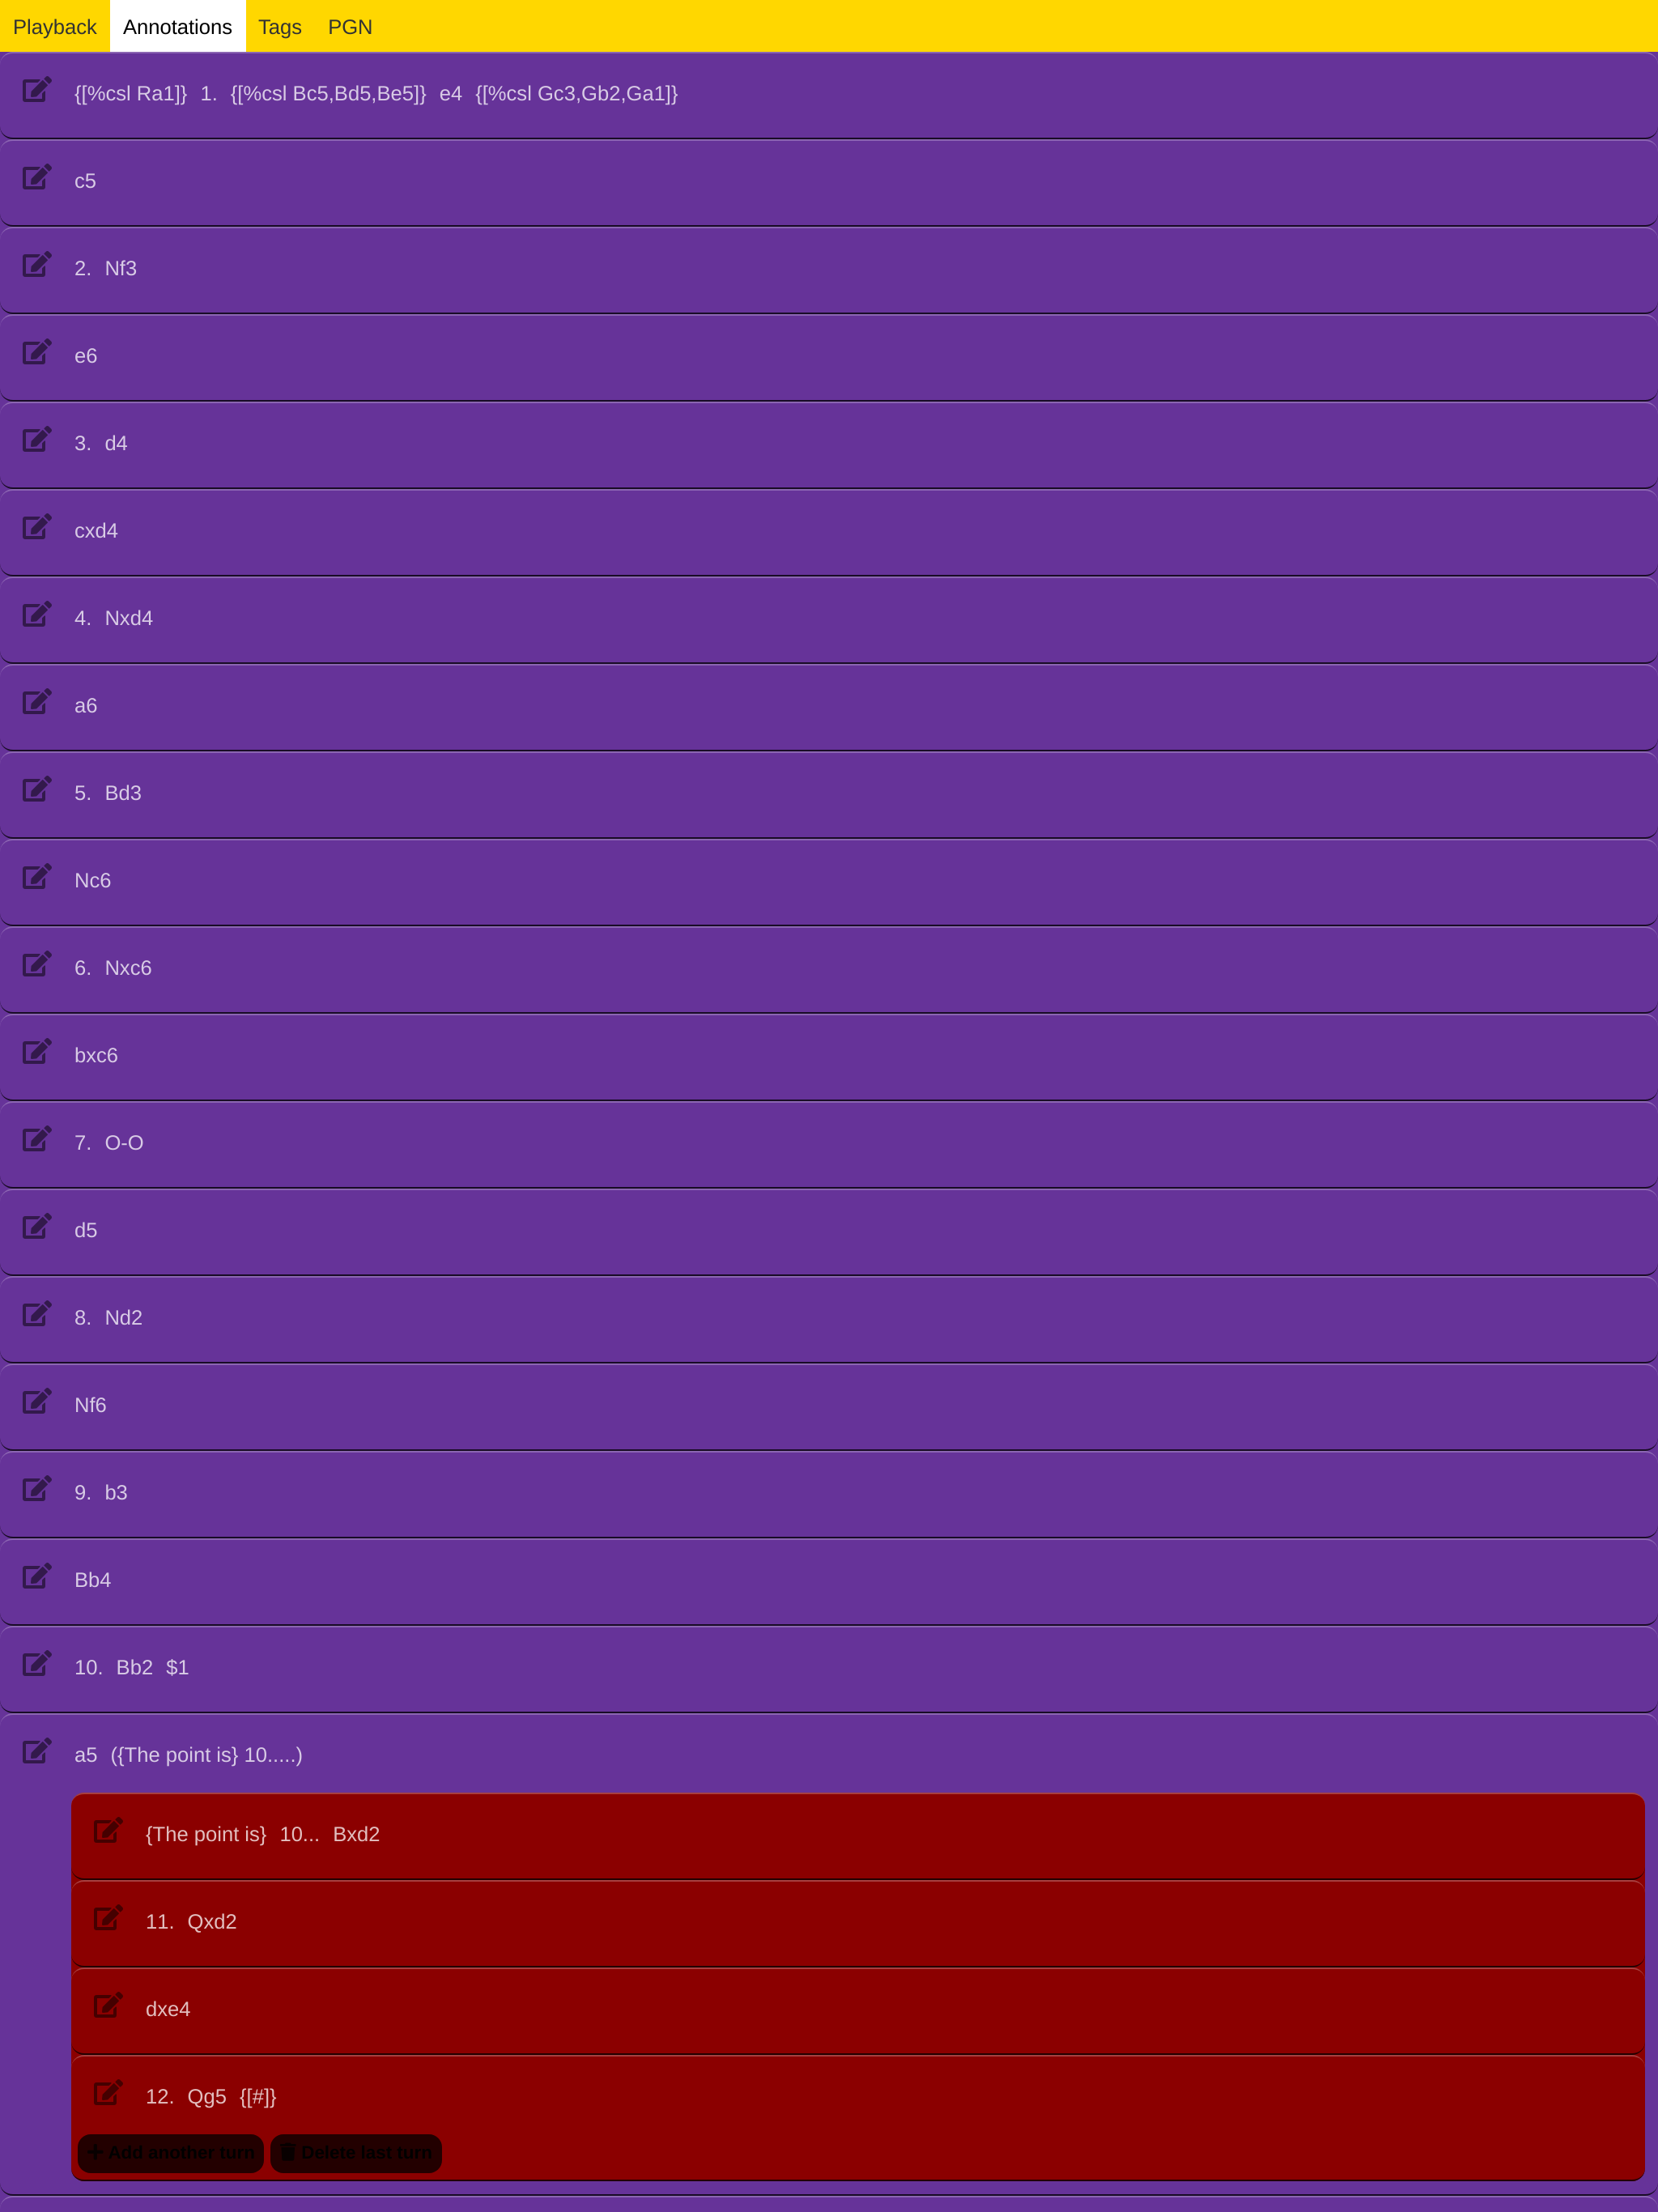 Playback Annotations Tags PGN
{[%csl Ra1]} 1. {[%csl Bc5,Bd5,Be5]} e4 {[%csl Gc3,Gb2,Ga1]}
c5
2. Nf3
e6
3. d4
cxd4
4. Nxd4
a6
5. Bd3
Nc6
6. Nxc6
bxc6
7. O-O
d5
8. Nd2
Nf6
9. b3
Bb4
10. Bb2 $1
a5 ({The point is} 10.....)
{The point is} 10... Bxd2
11. Qxd2
dxe4
12. Qg5 {[#]}
Add another turn Delete last turn